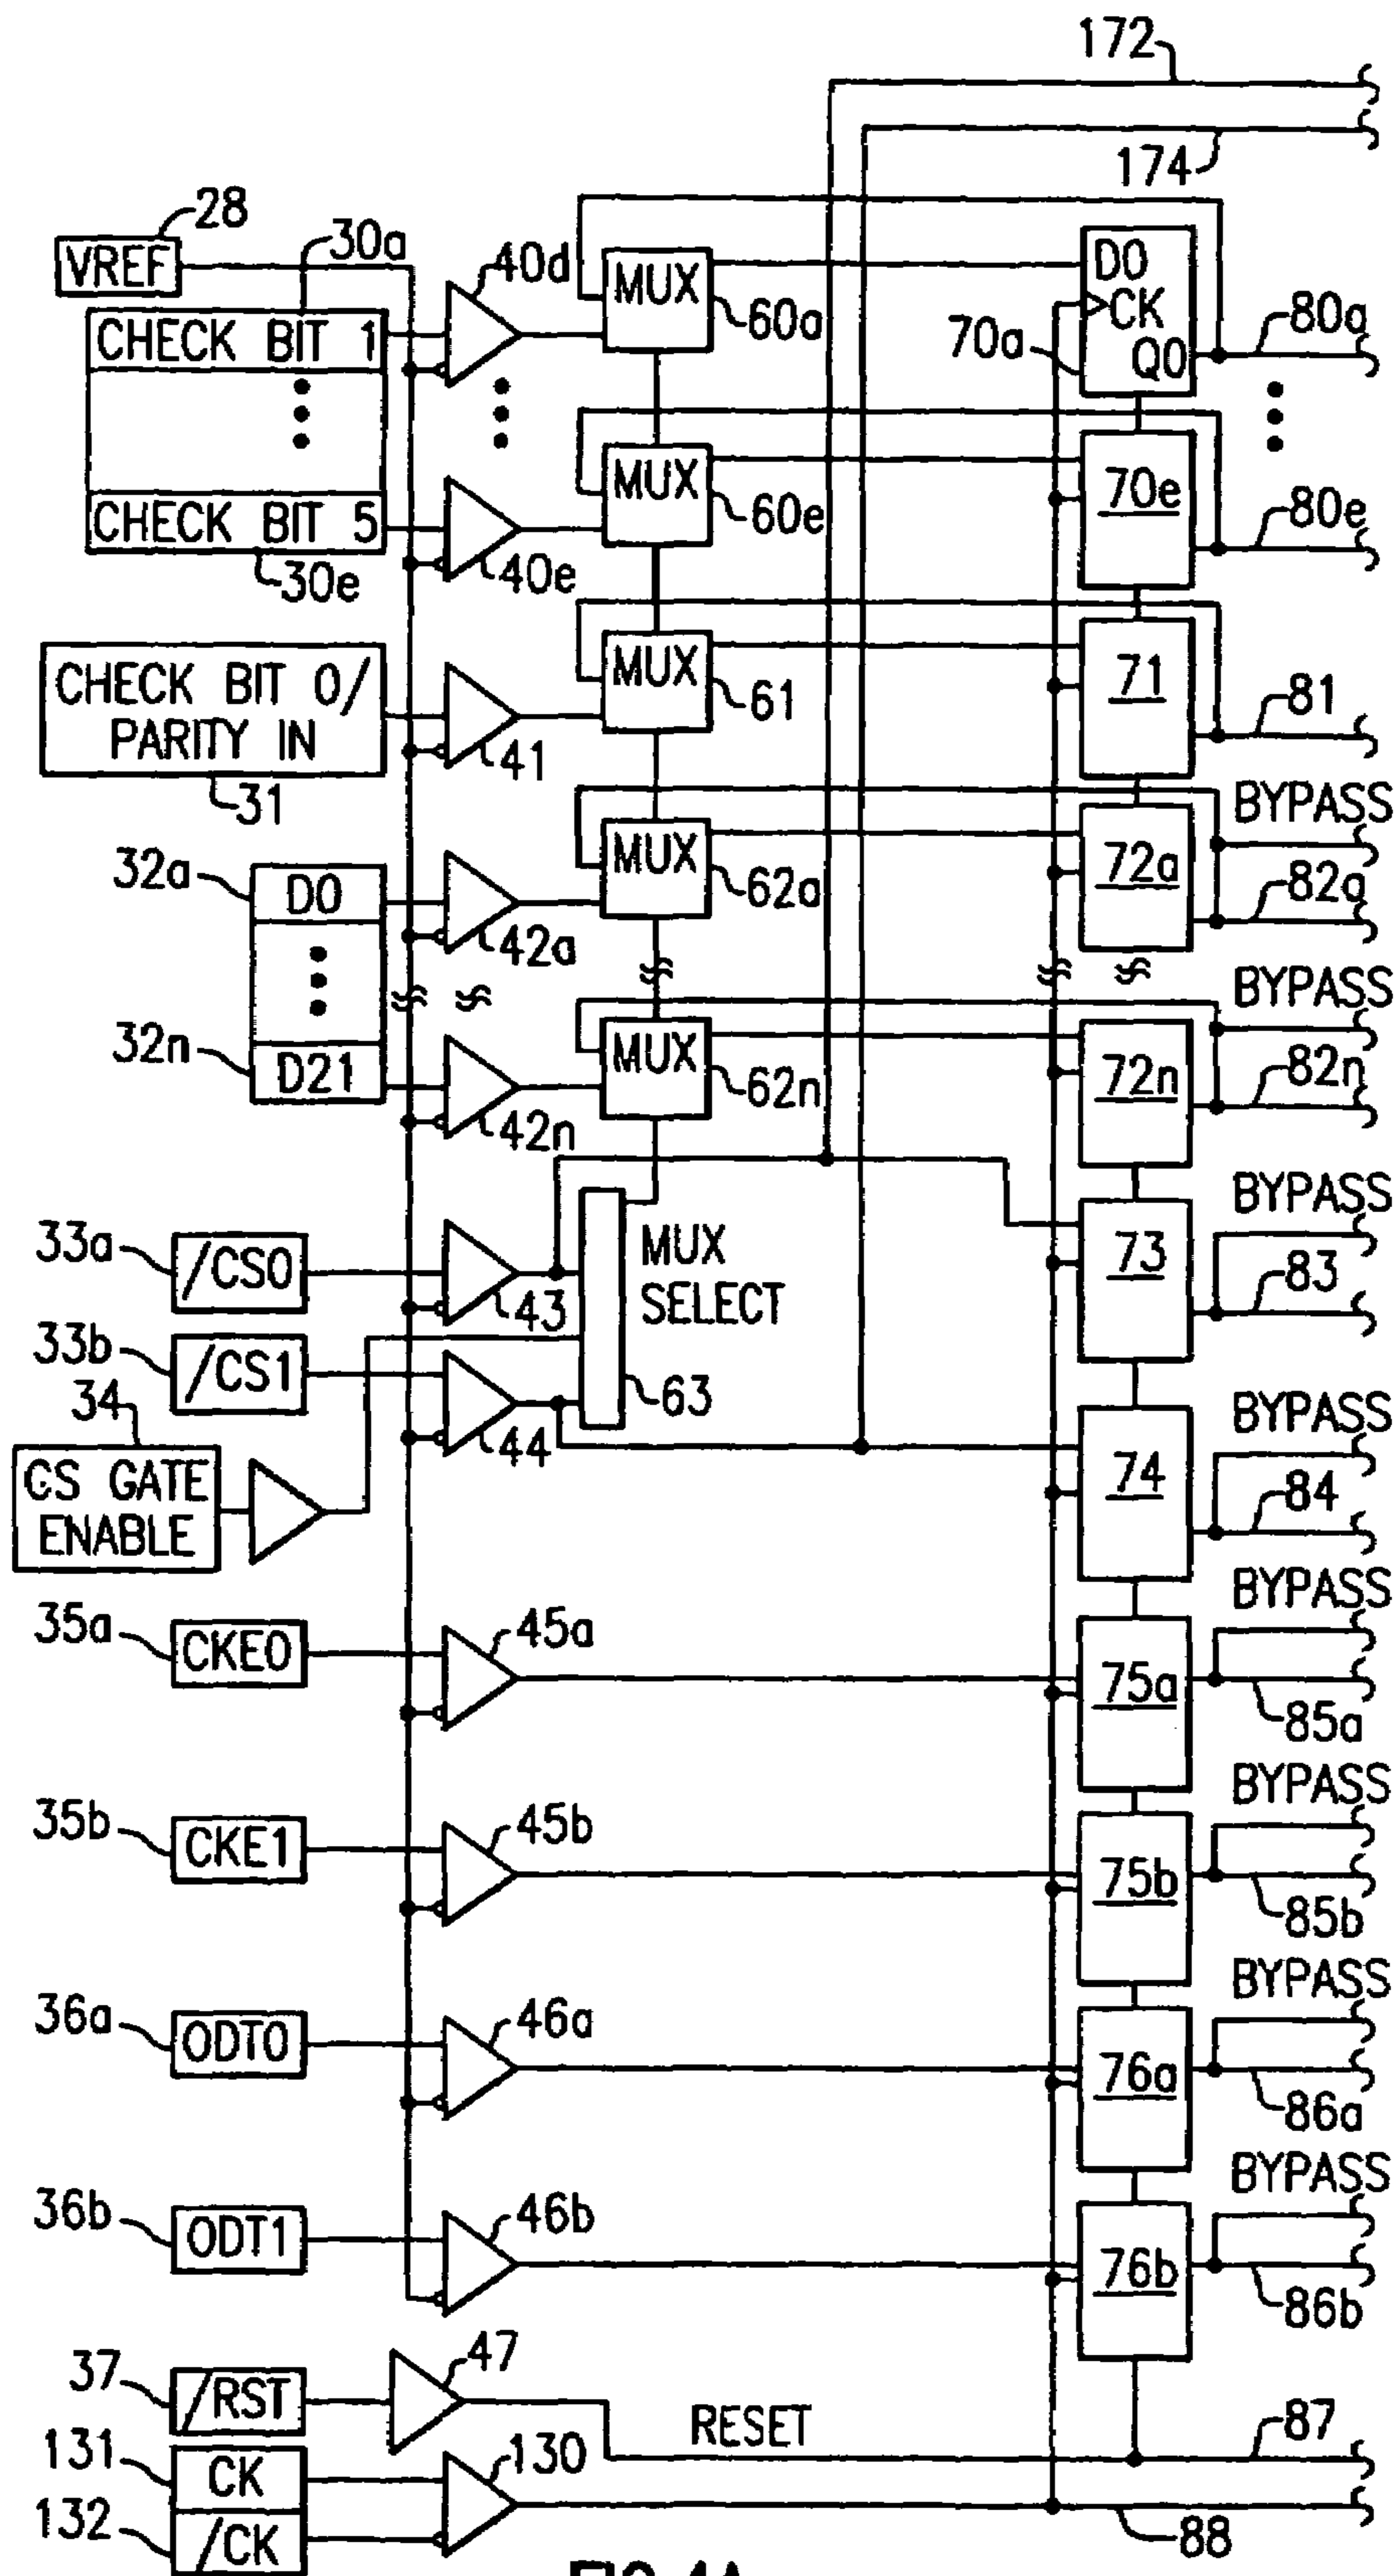 172
174
28
VREF
30a
40d
MUX
60a
D0
CK
Q0
70a
80a
CHECK BIT 1
CHECK BIT 5
30e
40e
MUX
60e
70e
80e
CHECK BIT 0/
PARITY IN
31
41
MUX
61
71
81
BYPASS
32a
D0
42a
MUX
62a
72a
82a
BYPASS
32n
D21
42n
MUX
62n
72n
82n
BYPASS
33a
/CS0
43
MUX
SELECT
73
83
33b
/CS1
44
63
BYPASS
34
CS GATE
ENABLE
74
84
BYPASS
35a
CKE0
45a
75a
85a
BYPASS
35b
CKE1
45b
75b
85b
BYPASS
36a
ODT0
46a
76a
86a
BYPASS
36b
ODT1
46b
76b
86b
37
/RST
47
RESET
87
131
CK
130
132
/CK
88